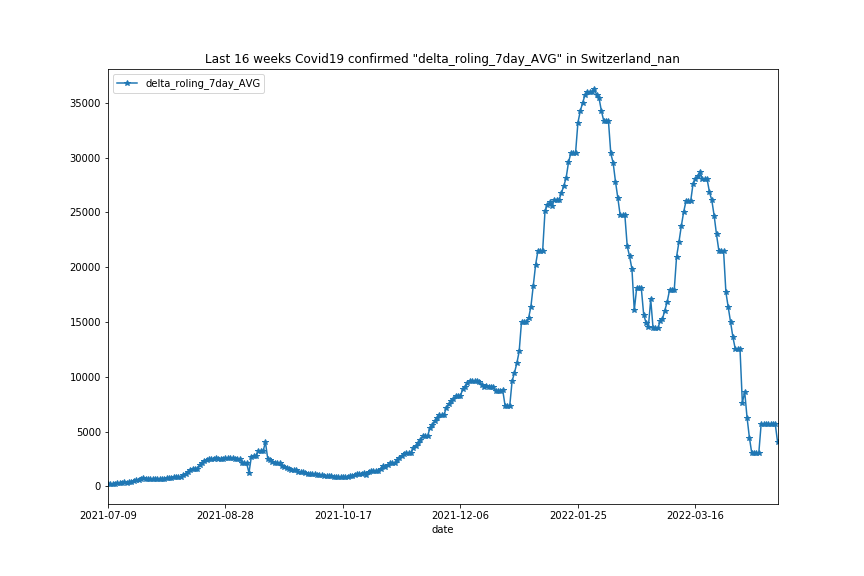 Last 16 weeks Covid19 confirmed "delta_roling_7day_AVG" in Switzerland_nan
delta_roling_7day_AVG
35000
30000
25000
20000
15000
10000
5000
0
2021-07-09 2021-08-28 2021-10-17 2021-12-06 2022-01-25 2022-03-16
date